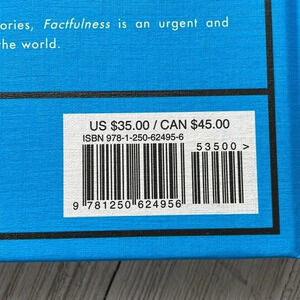 ories, Factfulness is an urgent and
the world.
US $35.00 / CAN $45.00
ISBN 978-1-250-62495-6
53500 >
9 781250 624956